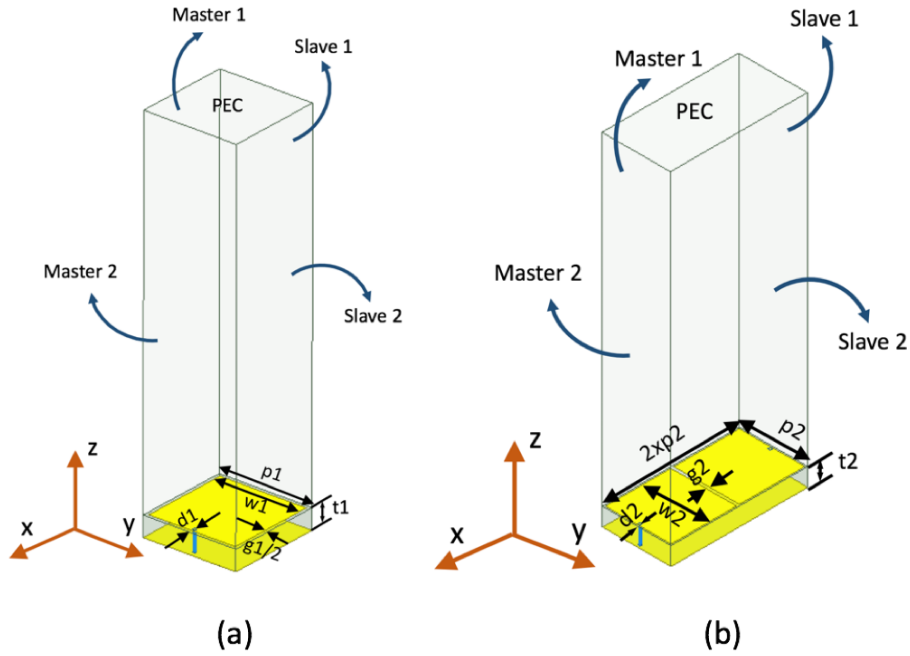 Master 1
Slave 1
PEC
Master 2
Slave 2
z
x
y
p1
w1
t1
d1
g1/2
(a)
Master 1
Slave 1
PEC
Master 2
Slave 2
z
x
y
2xp2
p2
t2
g2
w2
d2
(b)